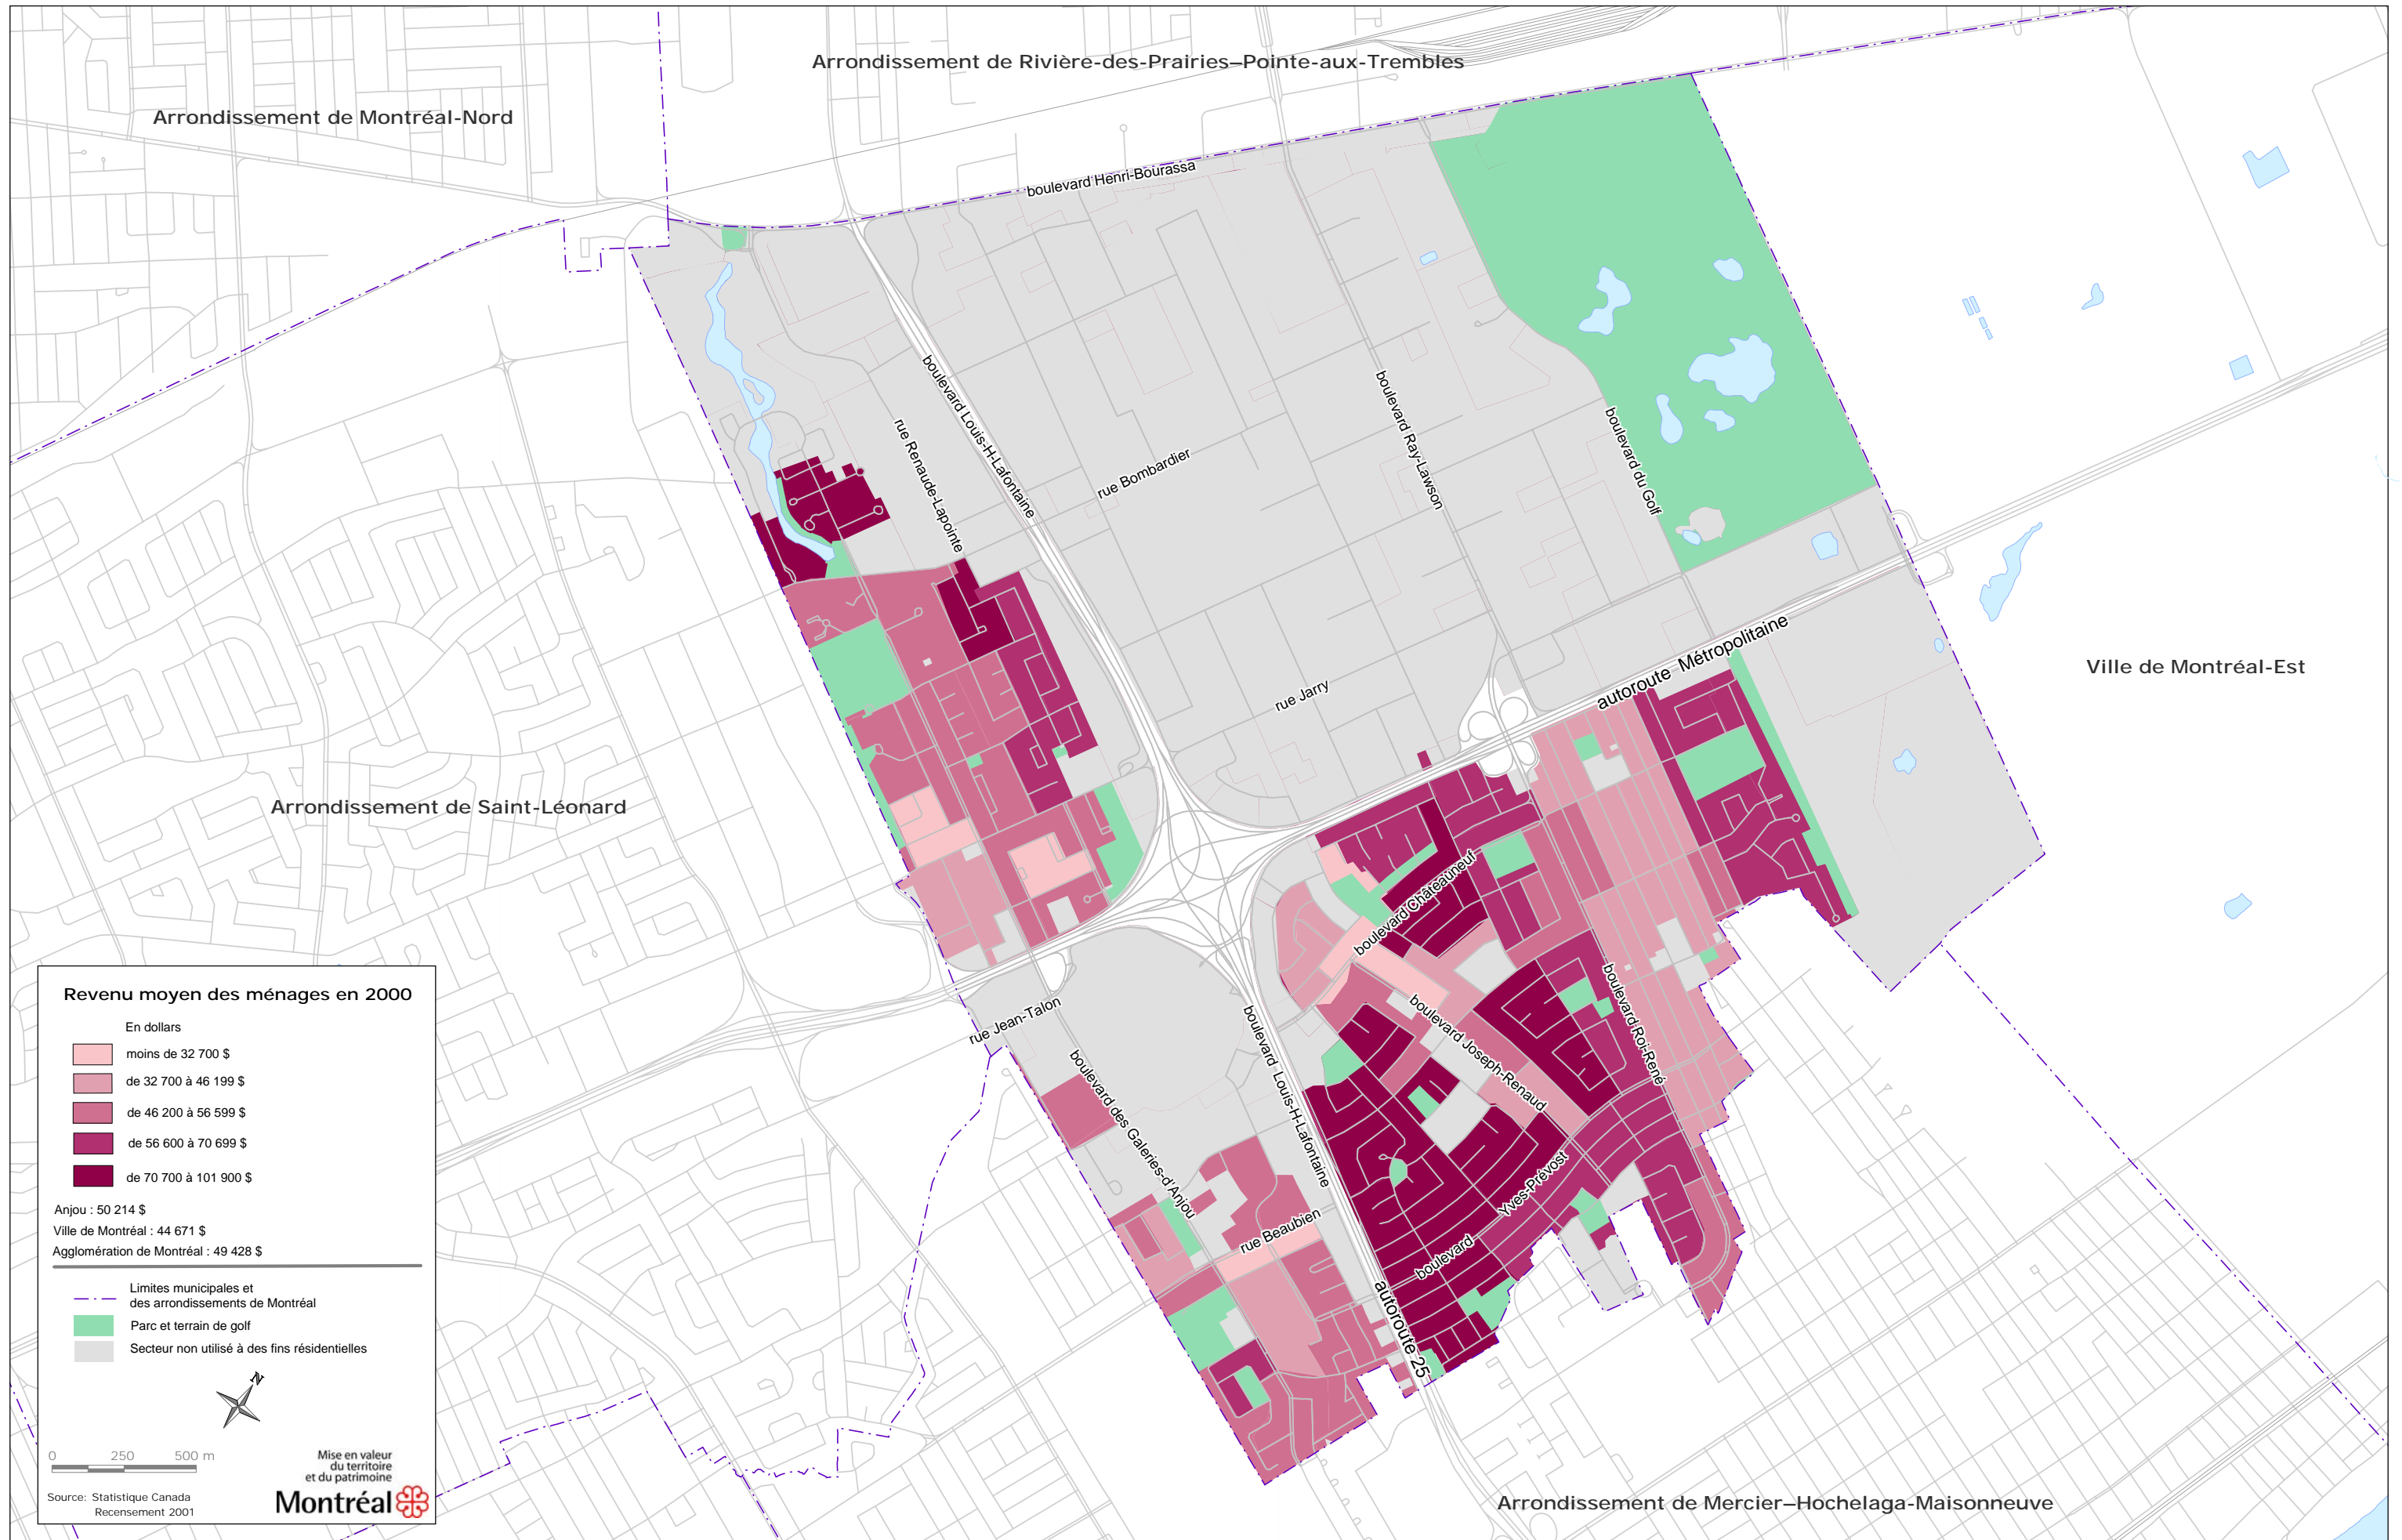 Arrondissement de Rivière-des-Prairies–Pointe-aux-Trembles
Arrondissement de Montréal-Nord
boulevard Henri-Bourassa
boulevard Louis-H-Lafontaine
rue Renaude-Lapointe
rue Bombardier
boulevard Ray-Lawson
boulevard du Golf
autoroute Métropolitaine
Ville de Montréal-Est
rue Jarry
Arrondissement de Saint-Léonard
boulevard Châteauneuf
boulevard Joseph-Renaud
boulevard Roi-René
rue Jean-Talon
boulevard des Galeries-d'Anjou
boulevard Louis-H-Lafontaine
rue Beaubien
boulevard Yves-Prévost
autoroute 25
Arrondissement de Mercier–Hochelaga-Maisonneuve
Revenu moyen des ménages en 2000
En dollars
moins de 32 700 $
de 32 700 à 46 199 $
de 46 200 à 56 599 $
de 56 600 à 70 699 $
de 70 700 à 101 900 $
Anjou : 50 214 $
Ville de Montréal : 44 671 $
Agglomération de Montréal : 49 428 $
Limites municipales et
des arrondissements de Montréal
Parc et terrain de golf
Secteur non utilisé à des fins résidentielles
N
0 250 500 m
Mise en valeur
du territoire
et du patrimoine
Montréal
Source: Statistique Canada
Recensement 2001